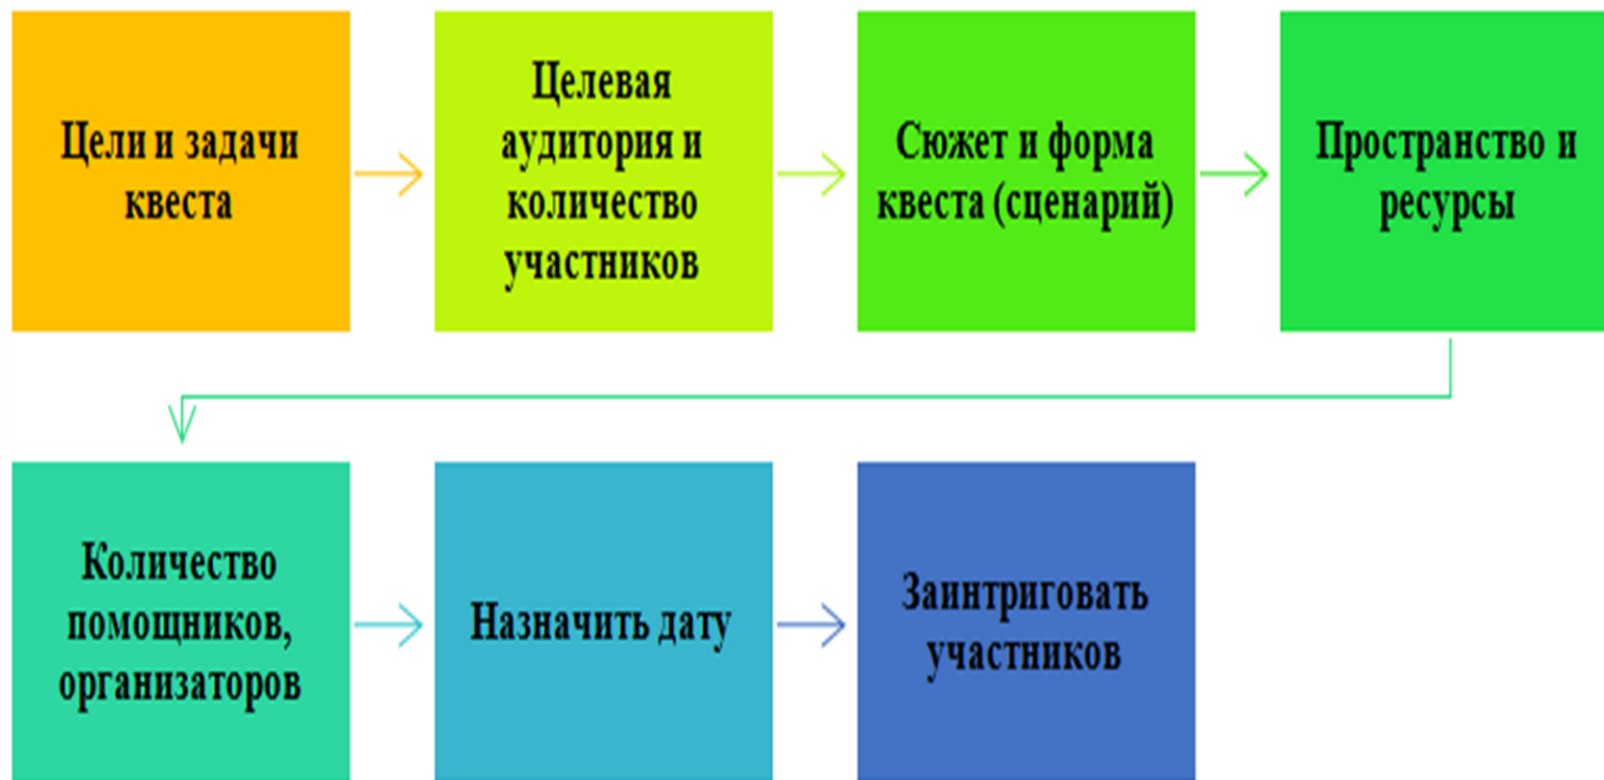 Цели и задачи
квеста
Целевая
аудитория и
количество
участников
Сюжет и форма
квеста (сценарий)
Пространство и
ресурсы
Количество
помощников,
организаторов
Назначить дату
Заинтриговать
участников